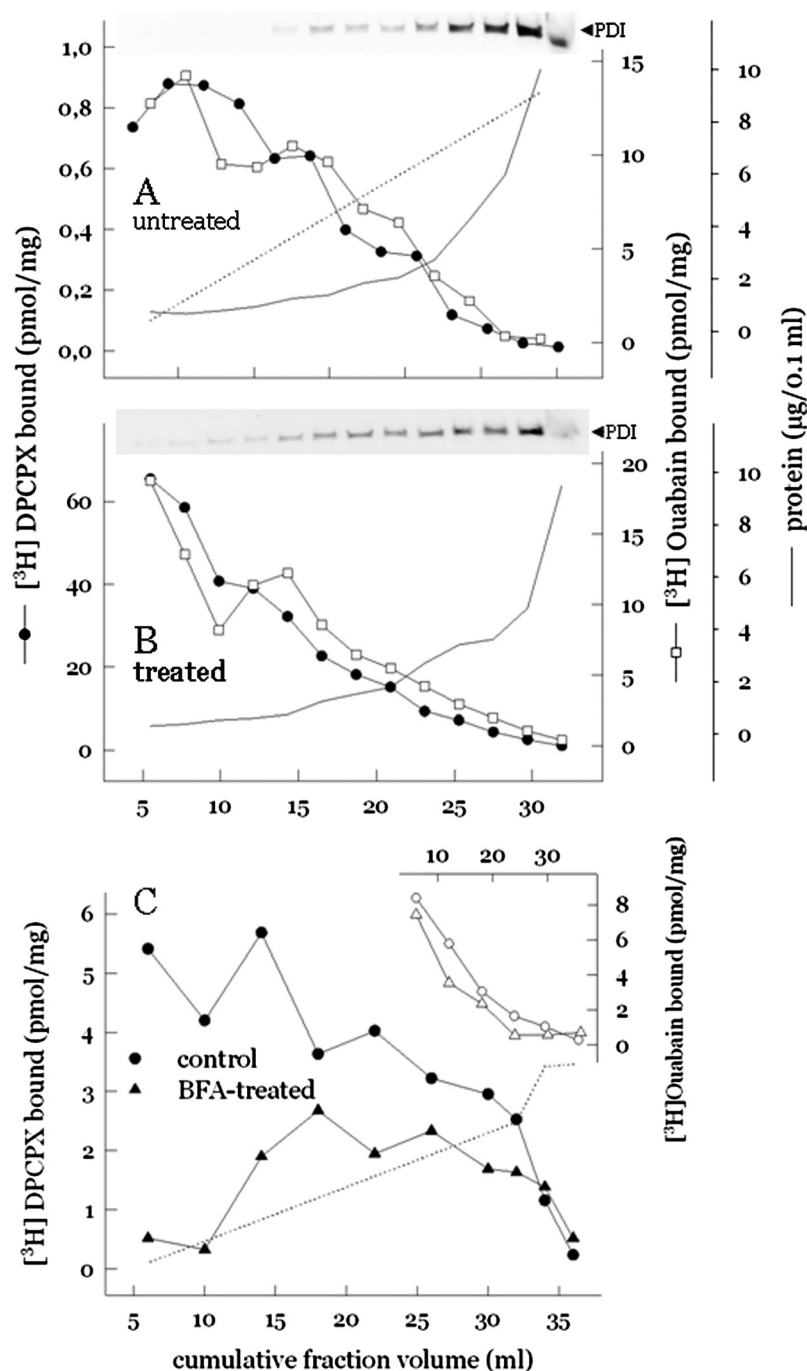 ◄PDI
1,0
0,8
0,6
0,4
0,2
0,0
A
untreated
15
10
5
0
10
8
6
4
2
0
◄PDI
60
40
20
0
B
treated
20
15
10
5
0
10
8
6
4
2
0
5 10 15 20 25 30
[³H] DPCPX bound (pmol/mg)
[³H] Ouabain bound (pmol/mg)
protein (µg/0.1 ml)
C
10 20 30
6
5
4
3
2
1
0
8
6
4
2
0
control
BFA-treated
[³H] DPCPX bound (pmol/mg)
[³H]Ouabain bound (pmol/mg)
5 10 15 20 25 30 35
cumulative fraction volume (ml)